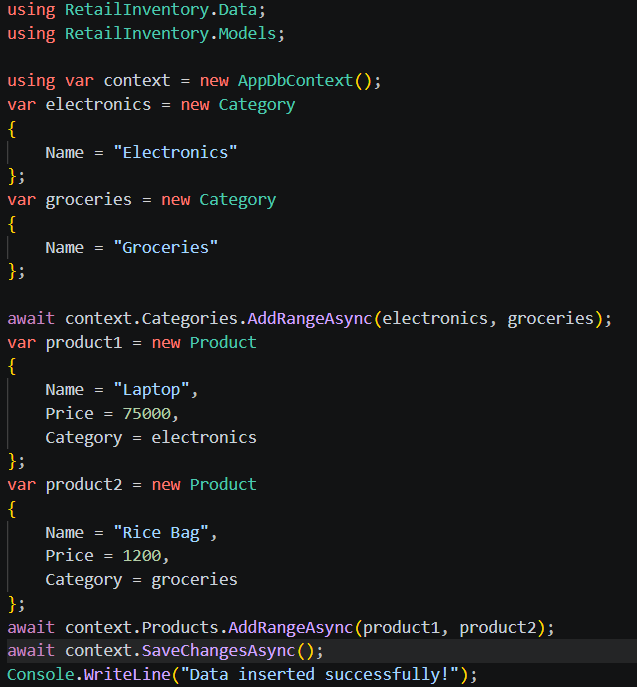 using RetailInventory.Data;
using RetailInventory.Models;

using var context = new AppDbContext();
var electronics = new Category
{
    Name = "Electronics"
};
var groceries = new Category
{
    Name = "Groceries"
};

await context.Categories.AddRangeAsync(electronics, groceries);
var product1 = new Product
{
    Name = "Laptop",
    Price = 75000,
    Category = electronics
};
var product2 = new Product
{
    Name = "Rice Bag",
    Price = 1200,
    Category = groceries
};
await context.Products.AddRangeAsync(product1, product2);
await context.SaveChangesAsync();
Console.WriteLine("Data inserted successfully!");